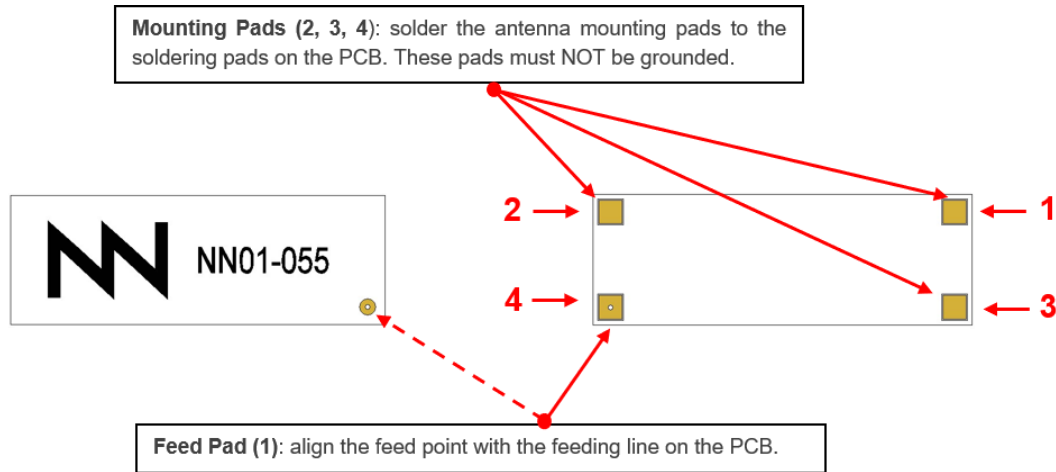 Mounting Pads (2, 3, 4): solder the antenna mounting pads to the
soldering pads on the PCB. These pads must NOT be grounded.
2
1
NN01-055
4
3
Feed Pad (1): align the feed point with the feeding line on the PCB.